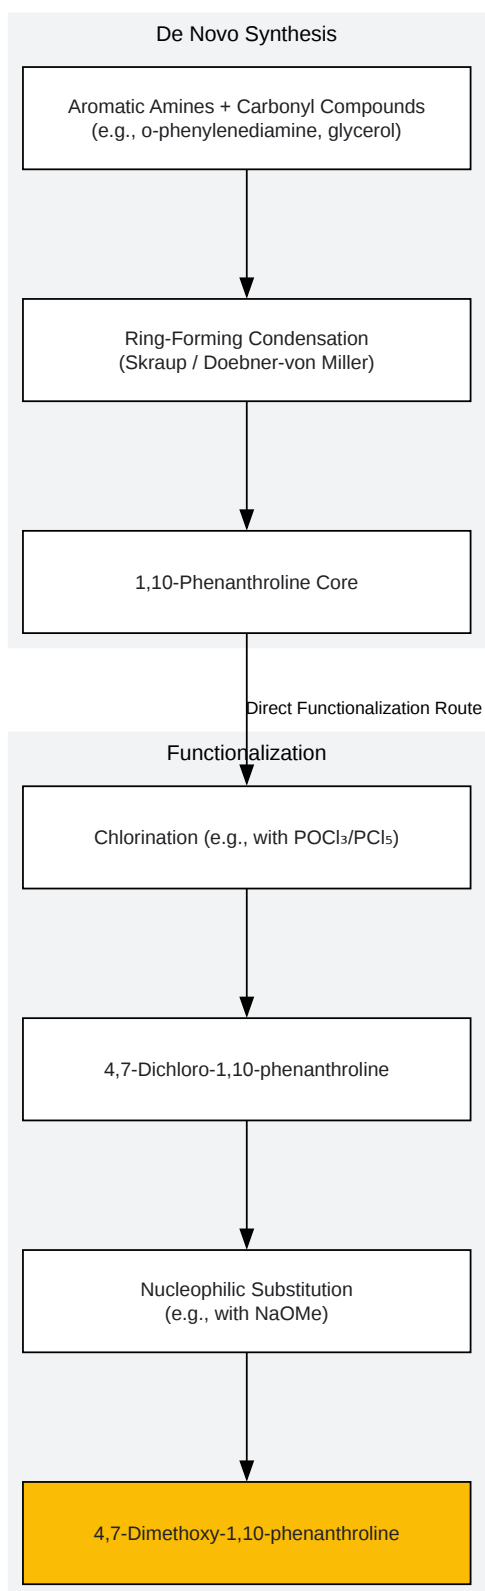 De Novo Synthesis
Aromatic Amines + Carbonyl Compounds
(e.g., o-phenylenediamine, glycerol)
Ring-Forming Condensation
(Skraup / Doebner-von Miller)
1,10-Phenanthroline Core
Direct Functionalization Route
Functionalization
Chlorination (e.g., with POCl₃/PCl₅)
4,7-Dichloro-1,10-phenanthroline
Nucleophilic Substitution
(e.g., with NaOMe)
4,7-Dimethoxy-1,10-phenanthroline